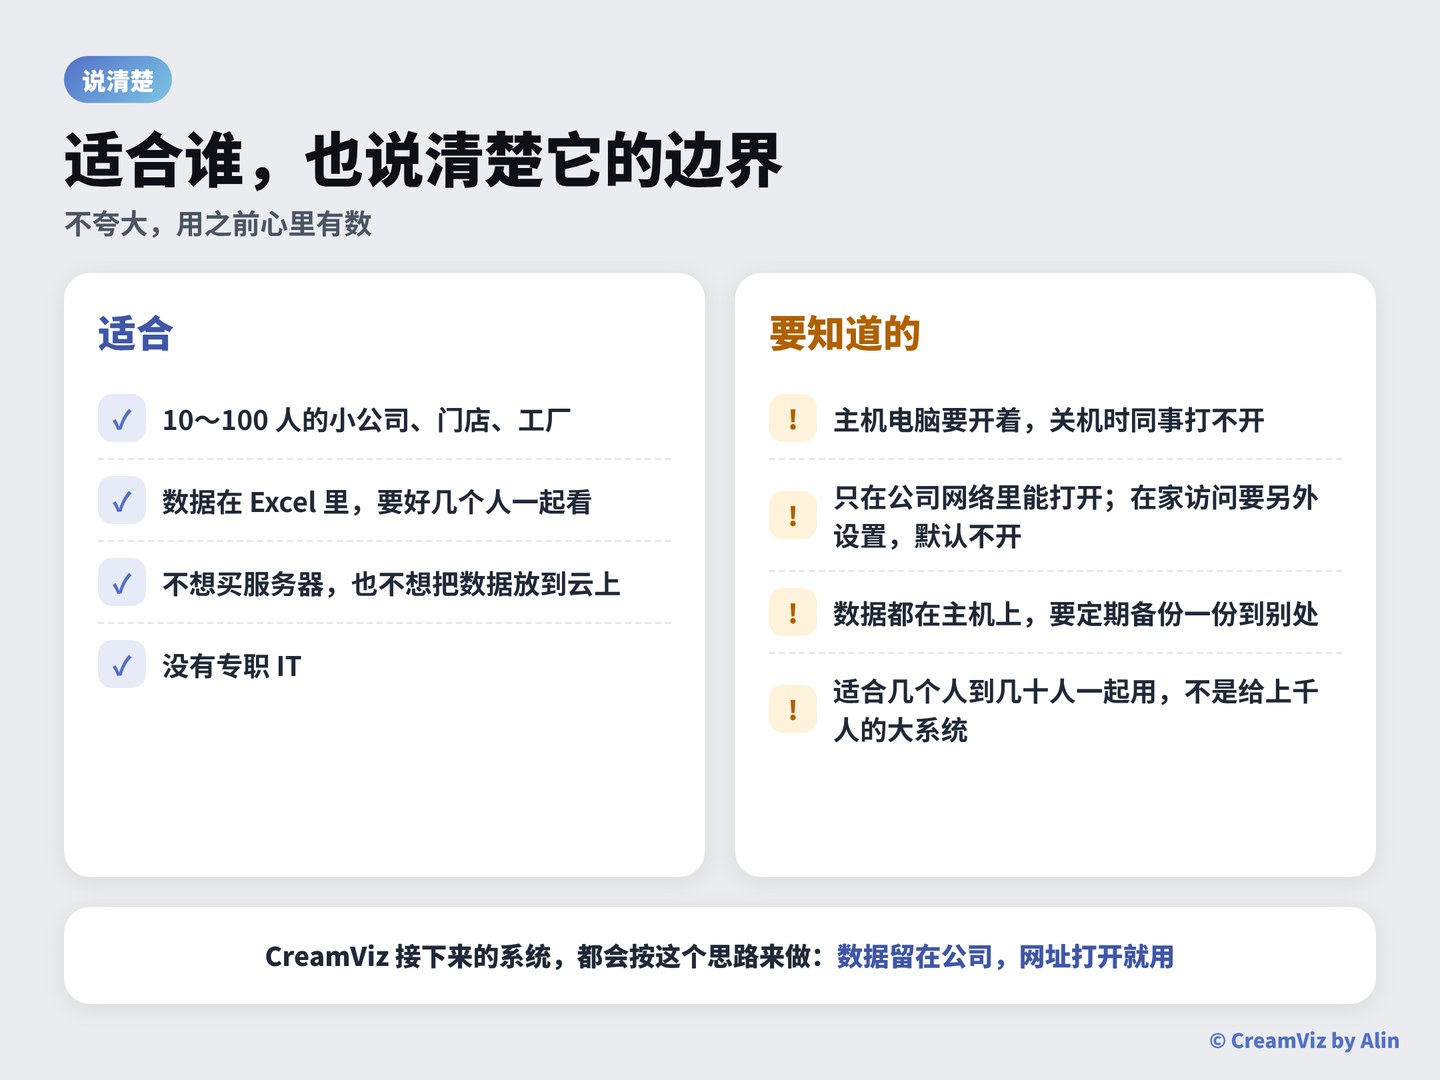 说清楚
适合谁，也说清楚它的边界
不夸大，用之前心里有数
适合
✓ 10～100 人的小公司、门店、工厂
✓ 数据在 Excel 里，要好几个人一起看
✓ 不想买服务器，也不想把数据放到云上
✓ 没有专职 IT
要知道的
! 主机电脑要开着，关机时同事打不开
! 只在公司网络里能打开；在家访问要另外
设置，默认不开
! 数据都在主机上，要定期备份一份到别处
! 适合几个人到几十人一起用，不是给上千
人的大系统
CreamViz 接下来的系统，都会按这个思路来做：数据留在公司，网址打开就用
© CreamViz by Alin